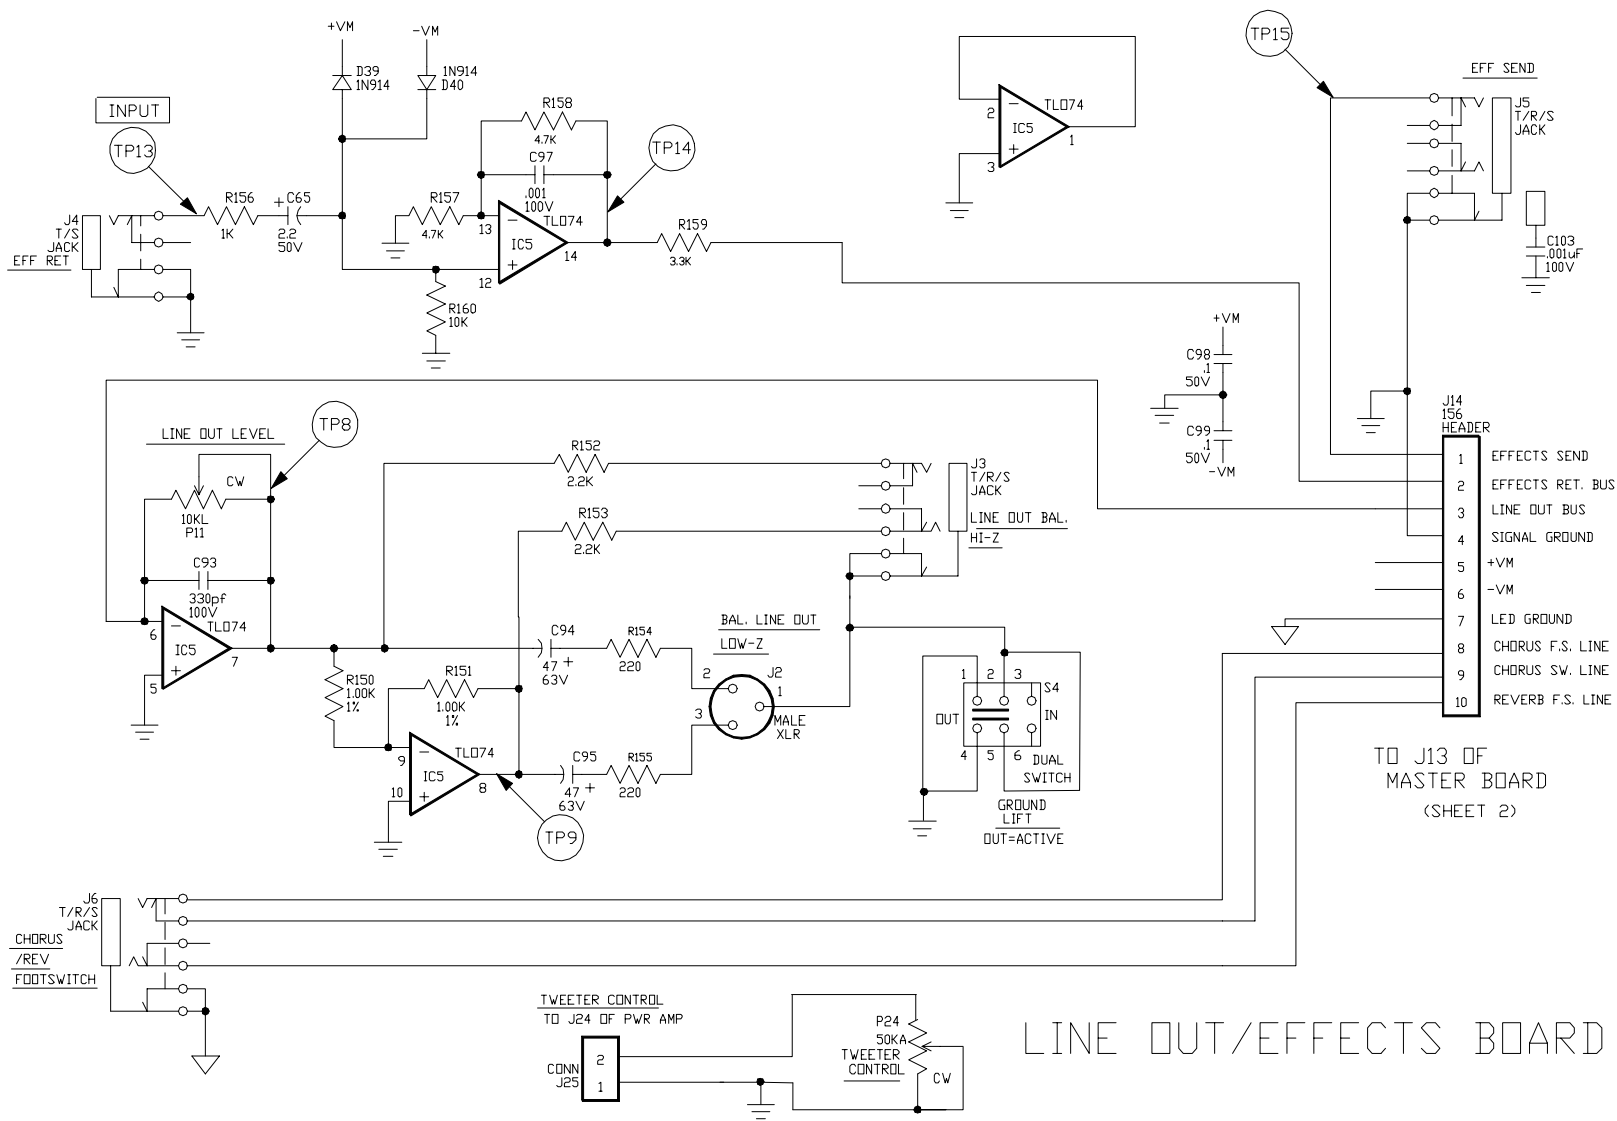 +VM
-VM
D39
1N914
1N914
D40
INPUT
TP13
R158
4.7K
C97
.001
100V
TP14
J4
T/S
JACK
EFF RET
R156
1K
+
C65
2.2
50V
R157
4.7K
13
−
TL074
IC5
14
12
+
R160
10K
R159
3.3K
2
−
TL074
IC5
1
3
+
TP15
EFF SEND
J5
T/R/S
JACK
C103
.001uF
100V
+VM
C98
.1
50V
C99
.1
50V
-VM
LINE OUT LEVEL
TP8
CW
10KL
P11
C93
330pf
100V
TL074
6
−
IC5
7
5
+
R152
2.2K
R153
2.2K
J3
T/R/S
JACK
LINE OUT BAL.
HI-Z
R150
1.00K
1%
R151
1.00K
1%
C94
47 +
63V
R154
220
BAL. LINE OUT
LOW-Z
J2
2
1
3
MALE
XLR
TL074
9
−
IC5
8
10
+
C95
47 +
63V
R155
220
TP9
1 2 3
S4
OUT
IN
4 5 6
DUAL
SWITCH
GROUND
LIFT
OUT=ACTIVE
J14
156
HEADER
1 EFFECTS SEND
2 EFFECTS RET. BUS
3 LINE OUT BUS
4 SIGNAL GROUND
5 +VM
6 -VM
7 LED GROUND
8 CHORUS F.S. LINE
9 CHORUS SW. LINE
10 REVERB F.S. LINE
TO J13 OF
MASTER BOARD
(SHEET 2)
J6
T/R/S
JACK
CHORUS
/REV
FOOTSWITCH
TWEETER CONTROL
TO J24 OF PWR AMP
CONN
J25
2
1
P24
50KA
TWEETER
CONTROL
CW
LINE OUT/EFFECTS BOARD